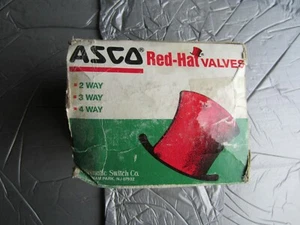 ASCO® Red-Hat VALVES
• 2 WAY
• 3 WAY
• 4 WAY
Switch Co.